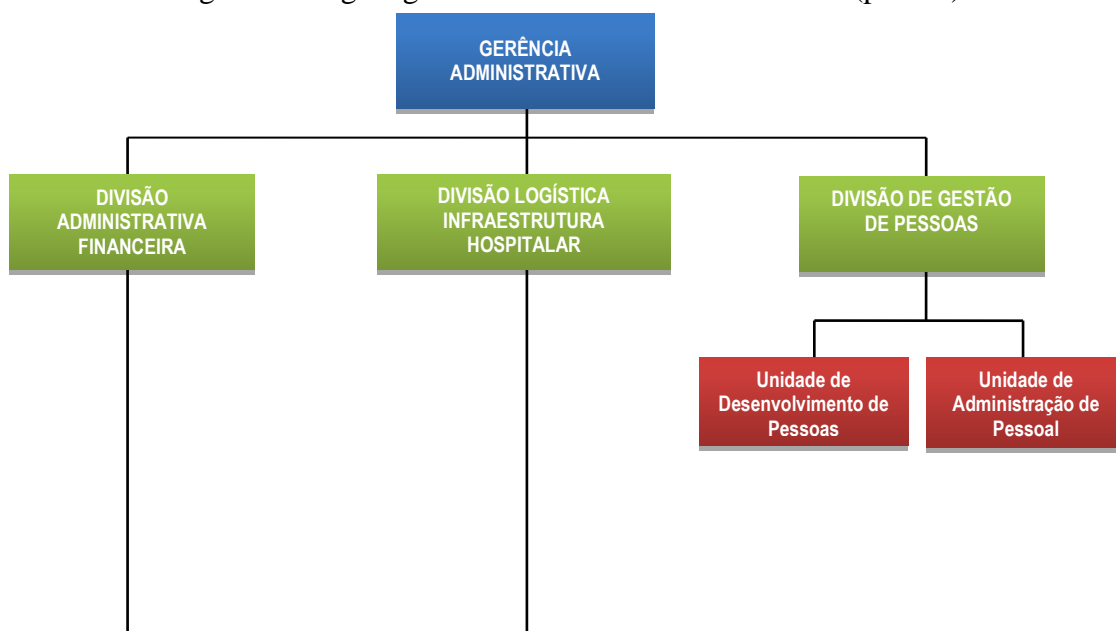 GERÊNCIA
ADMINISTRATIVA
DIVISÃO
ADMINISTRATIVA
FINANCEIRA
DIVISÃO LOGÍSTICA
INFRAESTRUTURA
HOSPITALAR
DIVISÃO DE GESTÃO
DE PESSOAS
Unidade de
Desenvolvimento de
Pessoas
Unidade de
Administração de
Pessoal